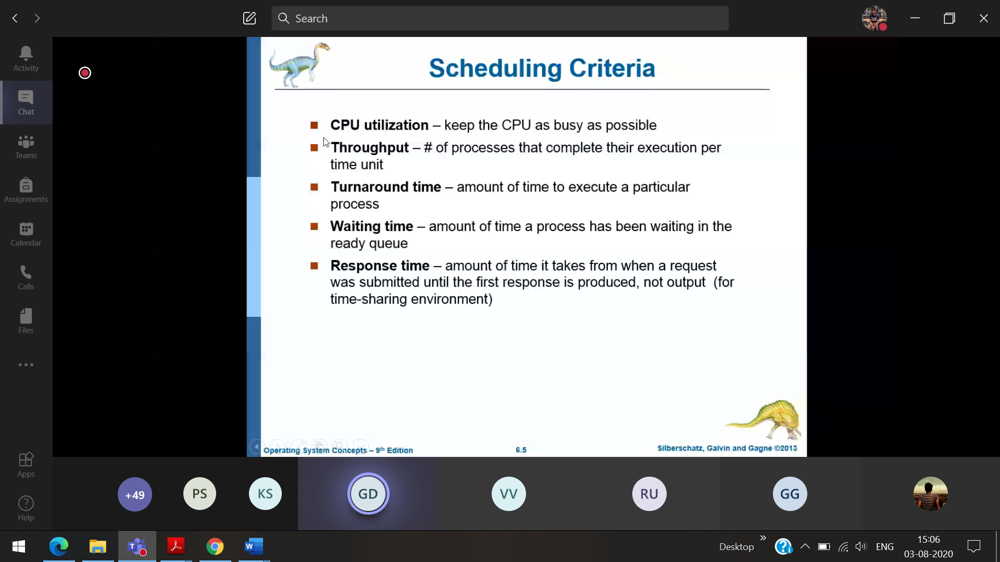 Search
Activity
Chat
Teams
Assignments
Calendar
Calls
Files
Apps
Help
Scheduling Criteria
CPU utilization – keep the CPU as busy as possible
Throughput – # of processes that complete their execution per
time unit
Turnaround time – amount of time to execute a particular
process
Waiting time – amount of time a process has been waiting in the
ready queue
Response time – amount of time it takes from when a request
was submitted until the first response is produced, not output (for
time-sharing environment)
Operating System Concepts – 9th Edition
6.5
Silberschatz, Galvin and Gagne ©2013
+49
PS
KS
GD
VV
RU
GG
Desktop
ENG
15:06
03-08-2020